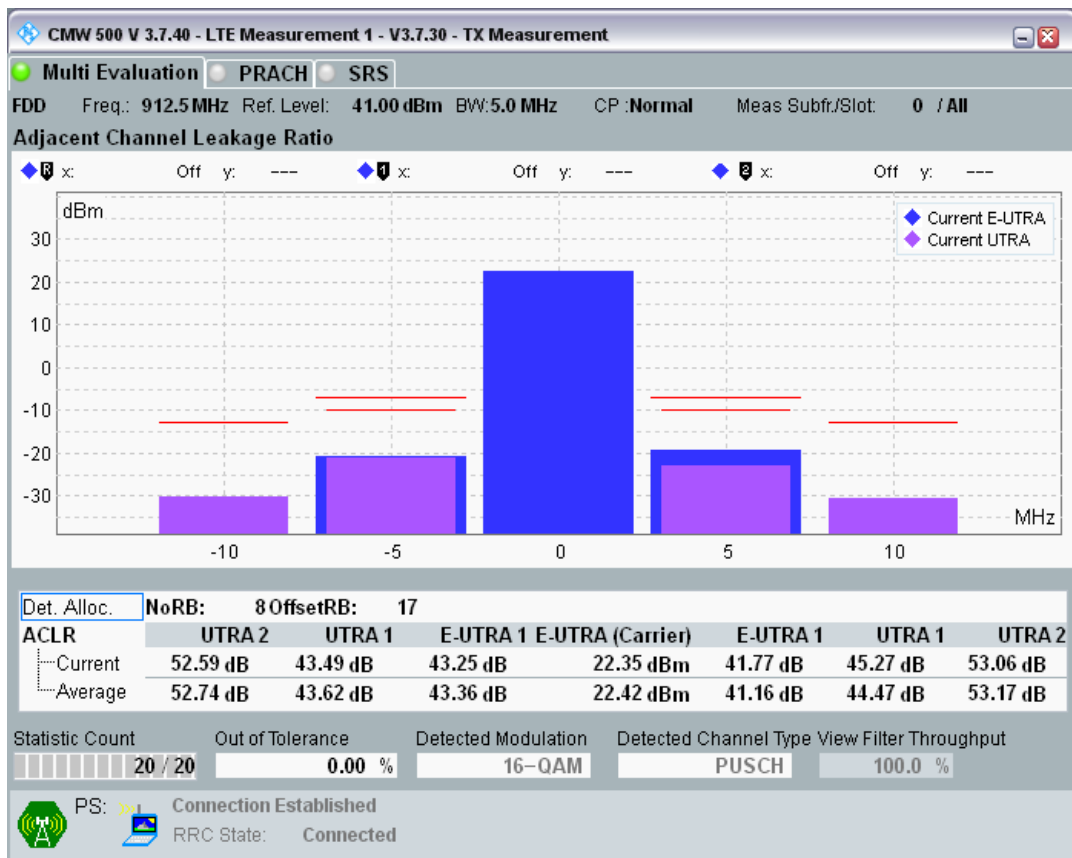 CMW 500 V 3.7.40 - LTE Measurement 1 - V3.7.30 - TX Measurement
Multi Evaluation PRACH SRS
FDD Freq.: 912.5 MHz Ref. Level: 41.00 dBm BW:5.0 MHz CP :Normal Meas Subfr./Slot: 0 / All
Adjacent Channel Leakage Ratio
R x: Off y: --- 1 x: Off y: --- 2 x: Off y: ---
dBm
Current E-UTRA
Current UTRA
30
20
10
0
-10
-20
-30
MHz
-10 -5 0 5 10
Det. Alloc. NoRB: 8 OffsetRB: 17
ACLR UTRA 2 UTRA 1 E-UTRA 1 E-UTRA (Carrier) E-UTRA 1 UTRA 1 UTRA 2
Current 52.59 dB 43.49 dB 43.25 dB 22.35 dBm 41.77 dB 45.27 dB 53.06 dB
Average 52.74 dB 43.62 dB 43.36 dB 22.42 dBm 41.16 dB 44.47 dB 53.17 dB
Statistic Count Out of Tolerance Detected Modulation Detected Channel Type View Filter Throughput
20 / 20 0.00 % 16-QAM PUSCH 100.0 %
PS: Connection Established
RRC State: Connected